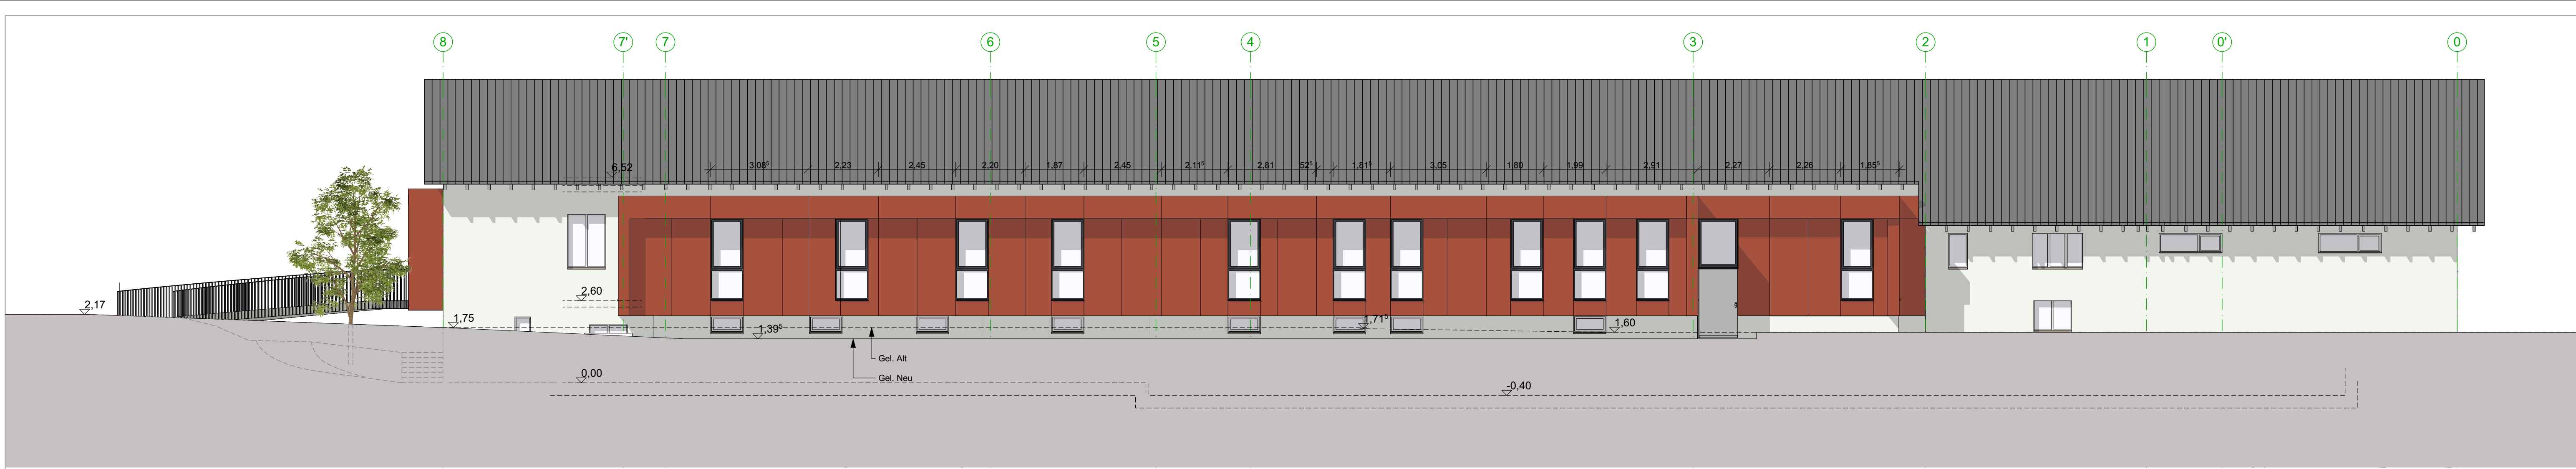 8 7' 7 6 5 4 3 2 1 0' 0
6,52 3,08⁵ 2,23 2,45 2,20 1,87 2,45 2,11⁵ 2,81 52⁵ 1,81⁵ 3,05 1,80 1,99 2,91 2,27 2,26 1,85⁵
2,60
2,17
1,75 1,39⁵ 1,71⁵ 1,60
Gel. Alt
Gel. Neu
0,00
-0,40